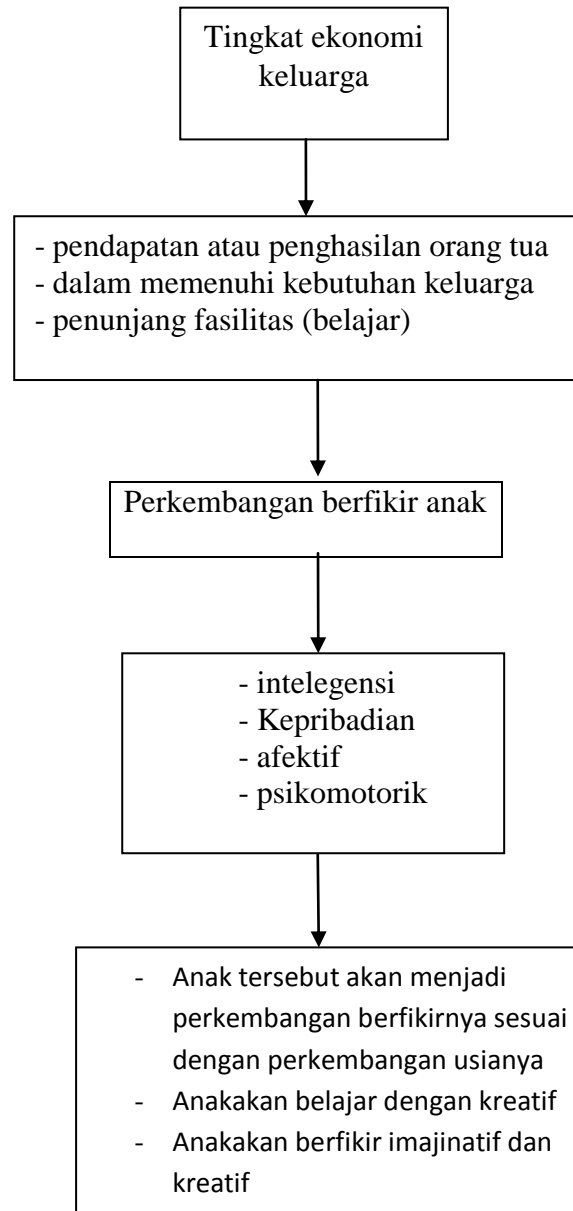 Tingkat ekonomi
keluarga
- pendapatan atau penghasilan orang tua
- dalam memenuhi kebutuhan keluarga
- penunjang fasilitas (belajar)
Perkembangan berfikir anak
- intelegensi
- Kepribadian
- afektif
- psikomotorik
- Anak tersebut akan menjadi
perkembangan berfikirnya sesuai
dengan perkembangan usianya
- Anakakan belajar dengan kreatif
- Anakakan berfikir imajinatif dan
kreatif